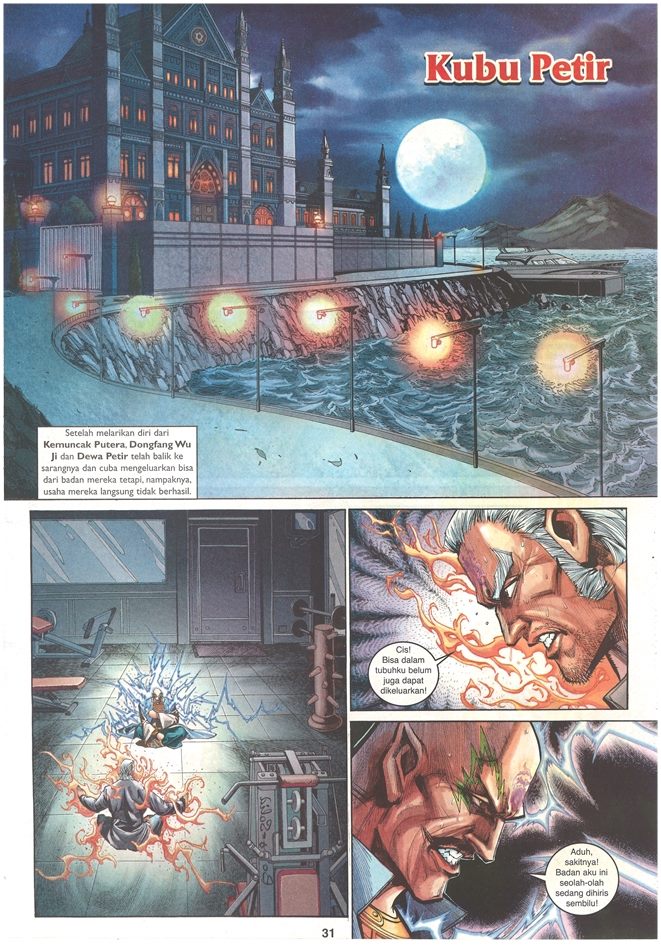 Kubu Petir
Setelah melarikan diri dari
Kemuncak Putera, Dongfang Wu
Ji dan Dewa Petir telah balik ke
sarangnya dan cuba mengeluarkan bisa
dari badan mereka tetapi, nampaknya,
usaha mereka langsung tidak berhasil.
Cis!
Bisa dalam
tubuhku belum
juga dapat
dikeluarkan!
Aduh,
sakitnya!
Badan aku ini
seolah-olah
sedang dihiris
sembilu!
31